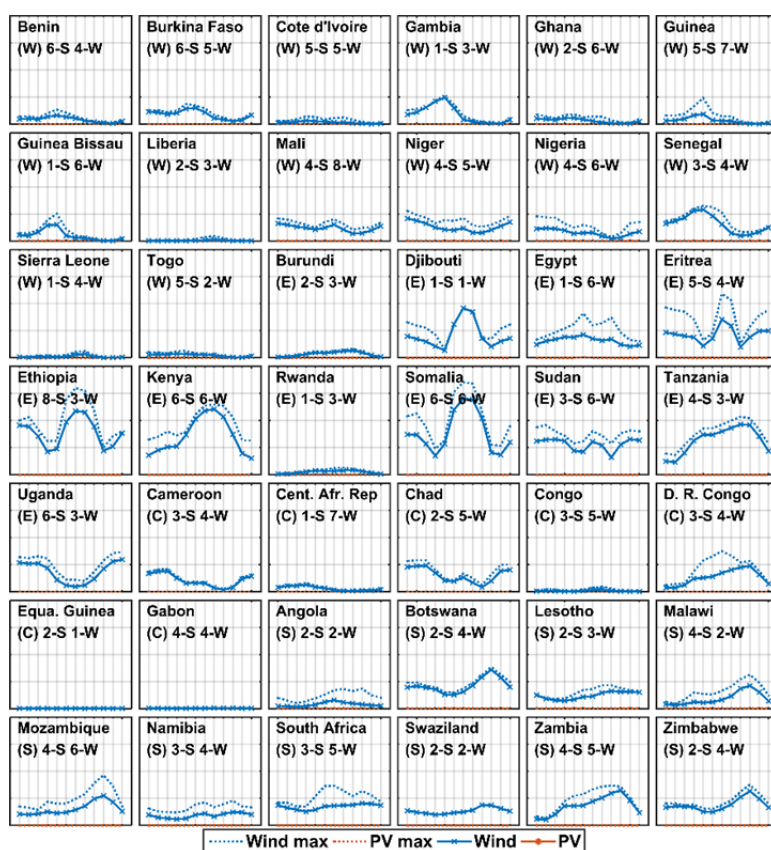 Benin
(W) 6-S 4-W
Burkina Faso
(W) 6-S 5-W
Cote d'Ivoire
(W) 5-S 5-W
Gambia
(W) 1-S 3-W
Ghana
(W) 2-S 6-W
Guinea
(W) 5-S 7-W
Guinea Bissau
(W) 1-S 6-W
Liberia
(W) 2-S 3-W
Mali
(W) 4-S 8-W
Niger
(W) 4-S 5-W
Nigeria
(W) 4-S 6-W
Senegal
(W) 3-S 4-W
Sierra Leone
(W) 1-S 4-W
Togo
(W) 5-S 2-W
Burundi
(E) 2-S 3-W
Djibouti
(E) 1-S 1-W
Egypt
(E) 1-S 6-W
Eritrea
(E) 5-S 4-W
Ethiopia
(E) 8-S 3-W
Kenya
(E) 6-S 6-W
Rwanda
(E) 1-S 3-W
Somalia
(E) 6-S 6-W
Sudan
(E) 3-S 6-W
Tanzania
(E) 4-S 3-W
Uganda
(E) 6-S 3-W
Cameroon
(C) 3-S 4-W
Cent. Afr. Rep
(C) 1-S 7-W
Chad
(C) 2-S 5-W
Congo
(C) 3-S 5-W
D. R. Congo
(C) 3-S 4-W
Equa. Guinea
(C) 2-S 1-W
Gabon
(C) 4-S 4-W
Angola
(S) 2-S 2-W
Botswana
(S) 2-S 4-W
Lesotho
(S) 2-S 3-W
Malawi
(S) 4-S 2-W
Mozambique
(S) 4-S 6-W
Namibia
(S) 3-S 4-W
South Africa
(S) 3-S 5-W
Swaziland
(S) 2-S 2-W
Zambia
(S) 4-S 5-W
Zimbabwe
(S) 2-S 4-W
Wind max PV max Wind PV